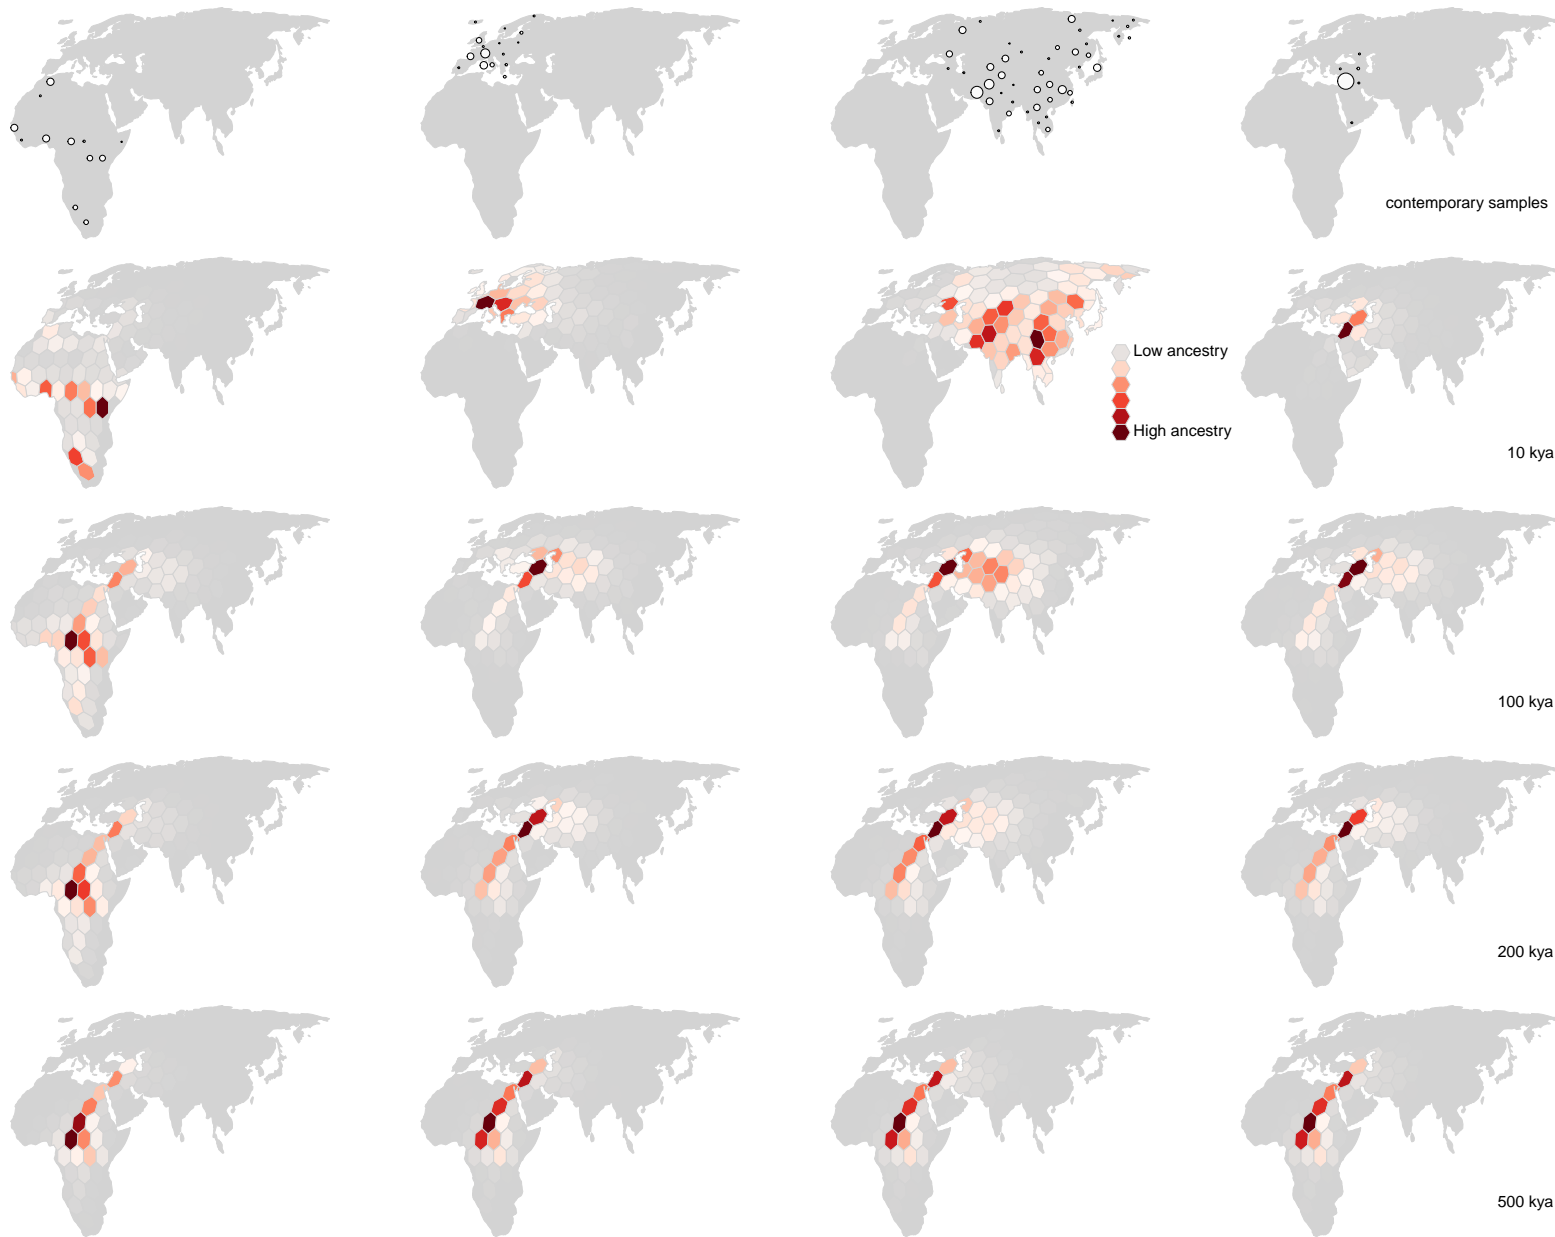 contemporary samples
Low ancestry
High ancestry
10 kya
100 kya
200 kya
500 kya